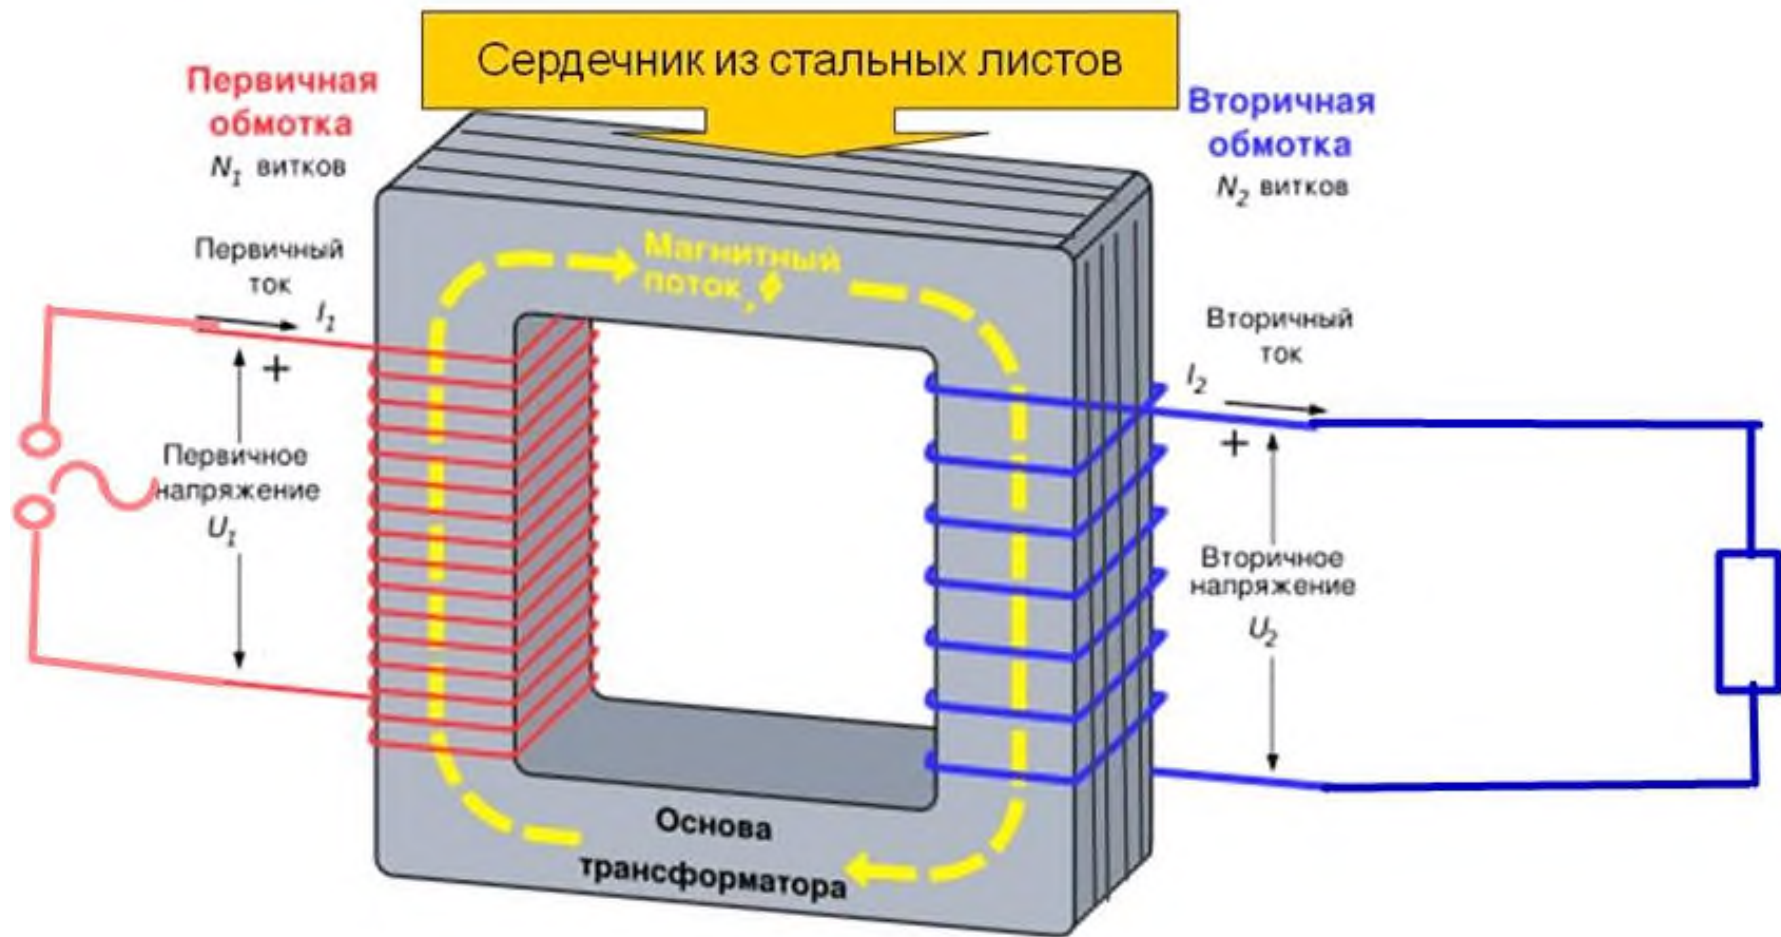 Сердечник из стальных листов
Первичная
обмотка
N₁ витков
Вторичная
обмотка
N₂ витков
Первичный
ток
I₁
+
Магнитный
поток, Ф
Вторичный
ток
I₂
+
Первичное
напряжение
U₁
Вторичное
напряжение
U₂
Основа
трансформатора